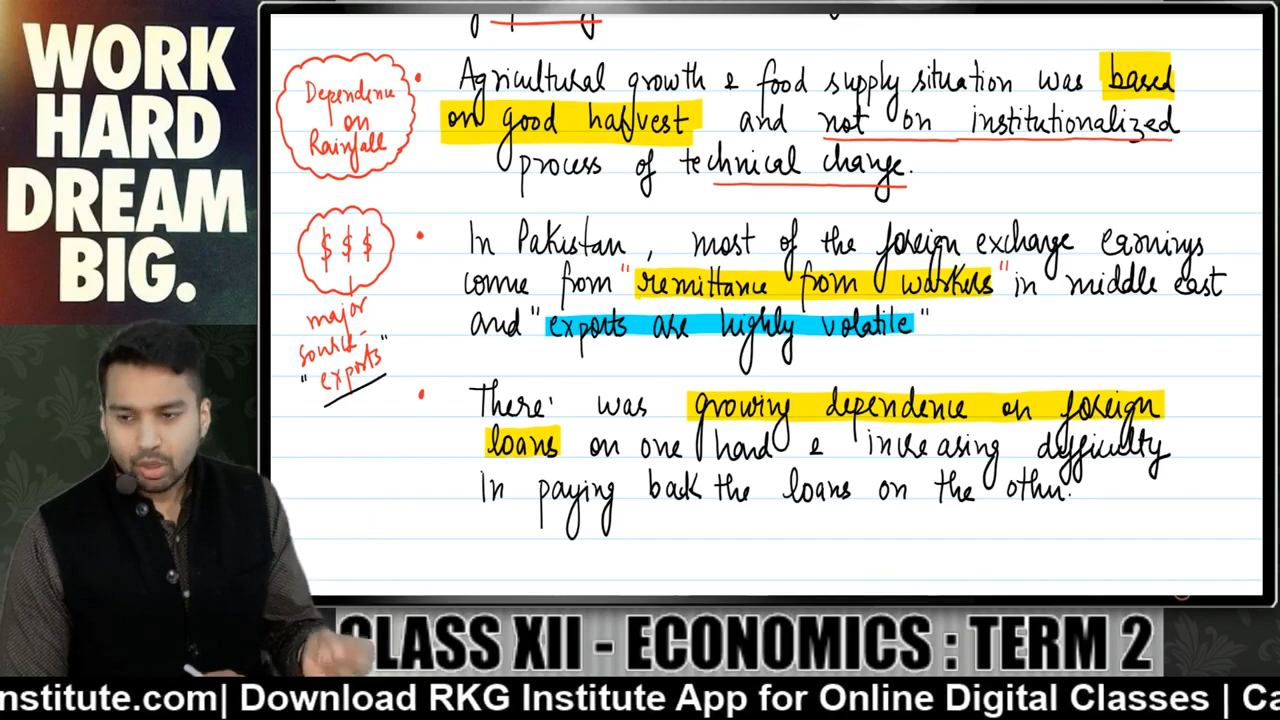 WORK
HARD
DREAM
BIG.
Dependence
on
Rainfall
• Agricultural growth & food supply situation was based
on good harvest and not on institutionalized
process of technical change.
$ $ $
major
source
"exports"
• In Pakistan, most of the foreign exchange earnings
come from "remittance from workers" in middle east
and "exports are highly volatile"
• There was growing dependence on foreign
loans on one hand & increasing difficulty
in paying back the loans on the other.
CLASS XII - ECONOMICS : TERM 2
nstitute.com| Download RKG Institute App for Online Digital Classes | Ca